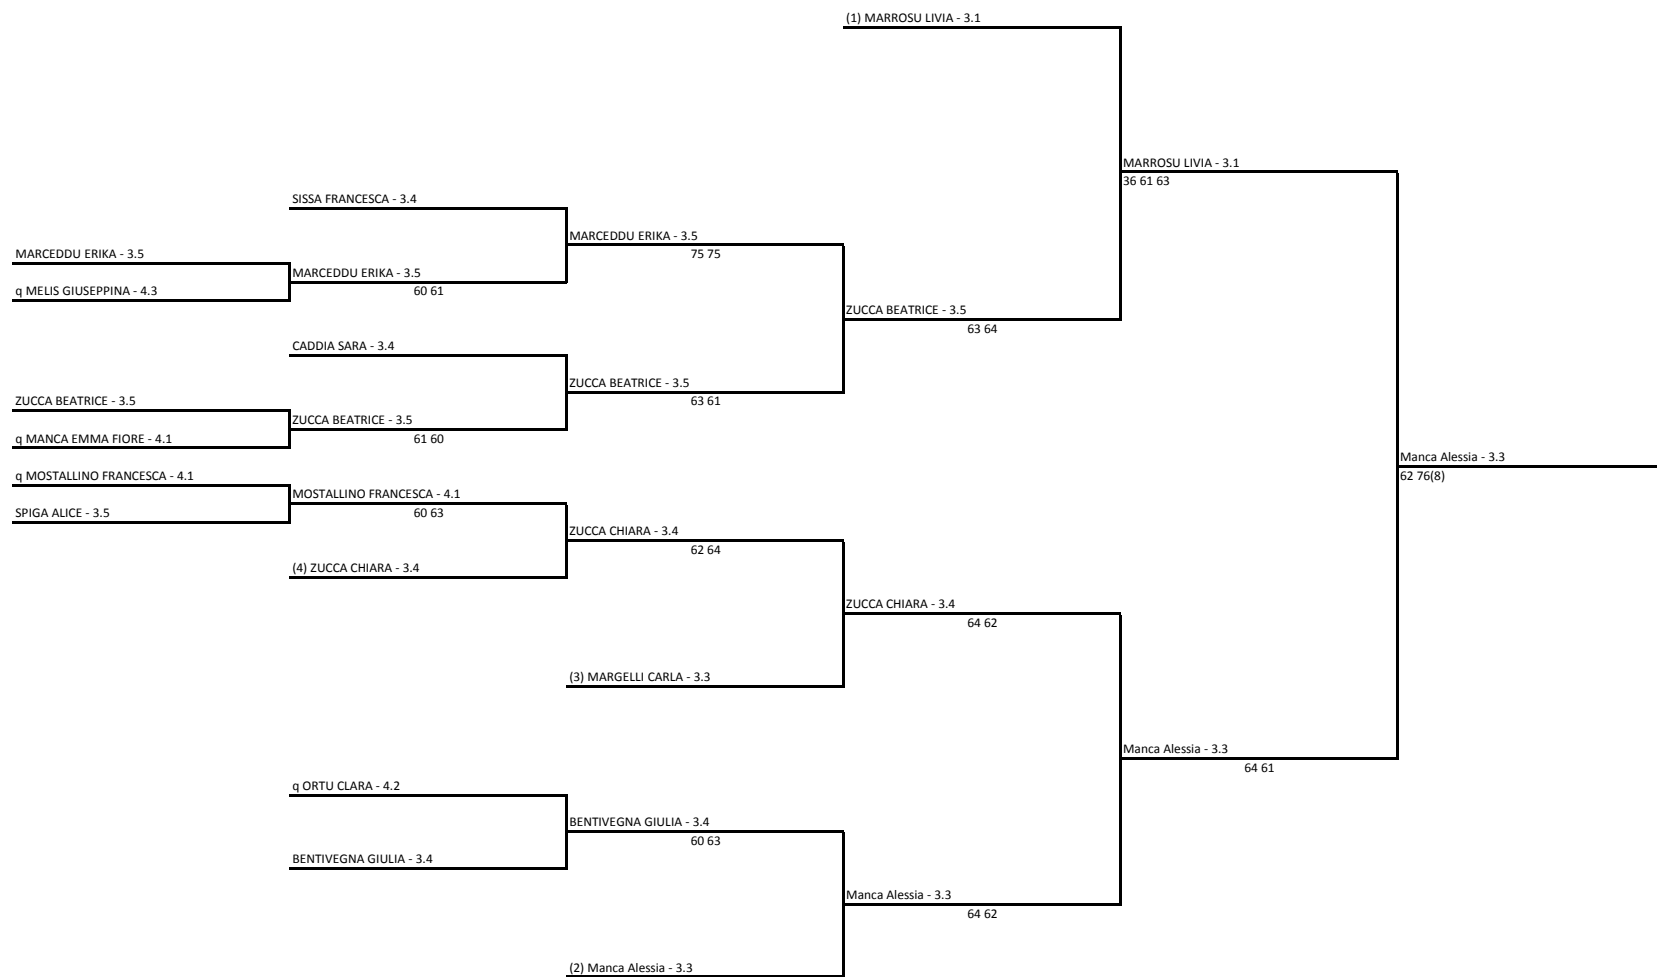 (1) MARROSU LIVIA - 3.1
MARROSU LIVIA - 3.1
36 61 63
SISSA FRANCESCA - 3.4
MARCEDDU ERIKA - 3.5
75 75
MARCEDDU ERIKA - 3.5
MARCEDDU ERIKA - 3.5
60 61
q MELIS GIUSEPPINA - 4.3
ZUCCA BEATRICE - 3.5
63 64
CADDIA SARA - 3.4
ZUCCA BEATRICE - 3.5
63 61
ZUCCA BEATRICE - 3.5
ZUCCA BEATRICE - 3.5
61 60
q MANCA EMMA FIORE - 4.1
Manca Alessia - 3.3
62 76(8)
q MOSTALLINO FRANCESCA - 4.1
MOSTALLINO FRANCESCA - 4.1
60 63
SPIGA ALICE - 3.5
ZUCCA CHIARA - 3.4
62 64
(4) ZUCCA CHIARA - 3.4
ZUCCA CHIARA - 3.4
64 62
(3) MARGELLI CARLA - 3.3
Manca Alessia - 3.3
64 61
q ORTU CLARA - 4.2
BENTIVEGNA GIULIA - 3.4
60 63
BENTIVEGNA GIULIA - 3.4
Manca Alessia - 3.3
64 62
(2) Manca Alessia - 3.3